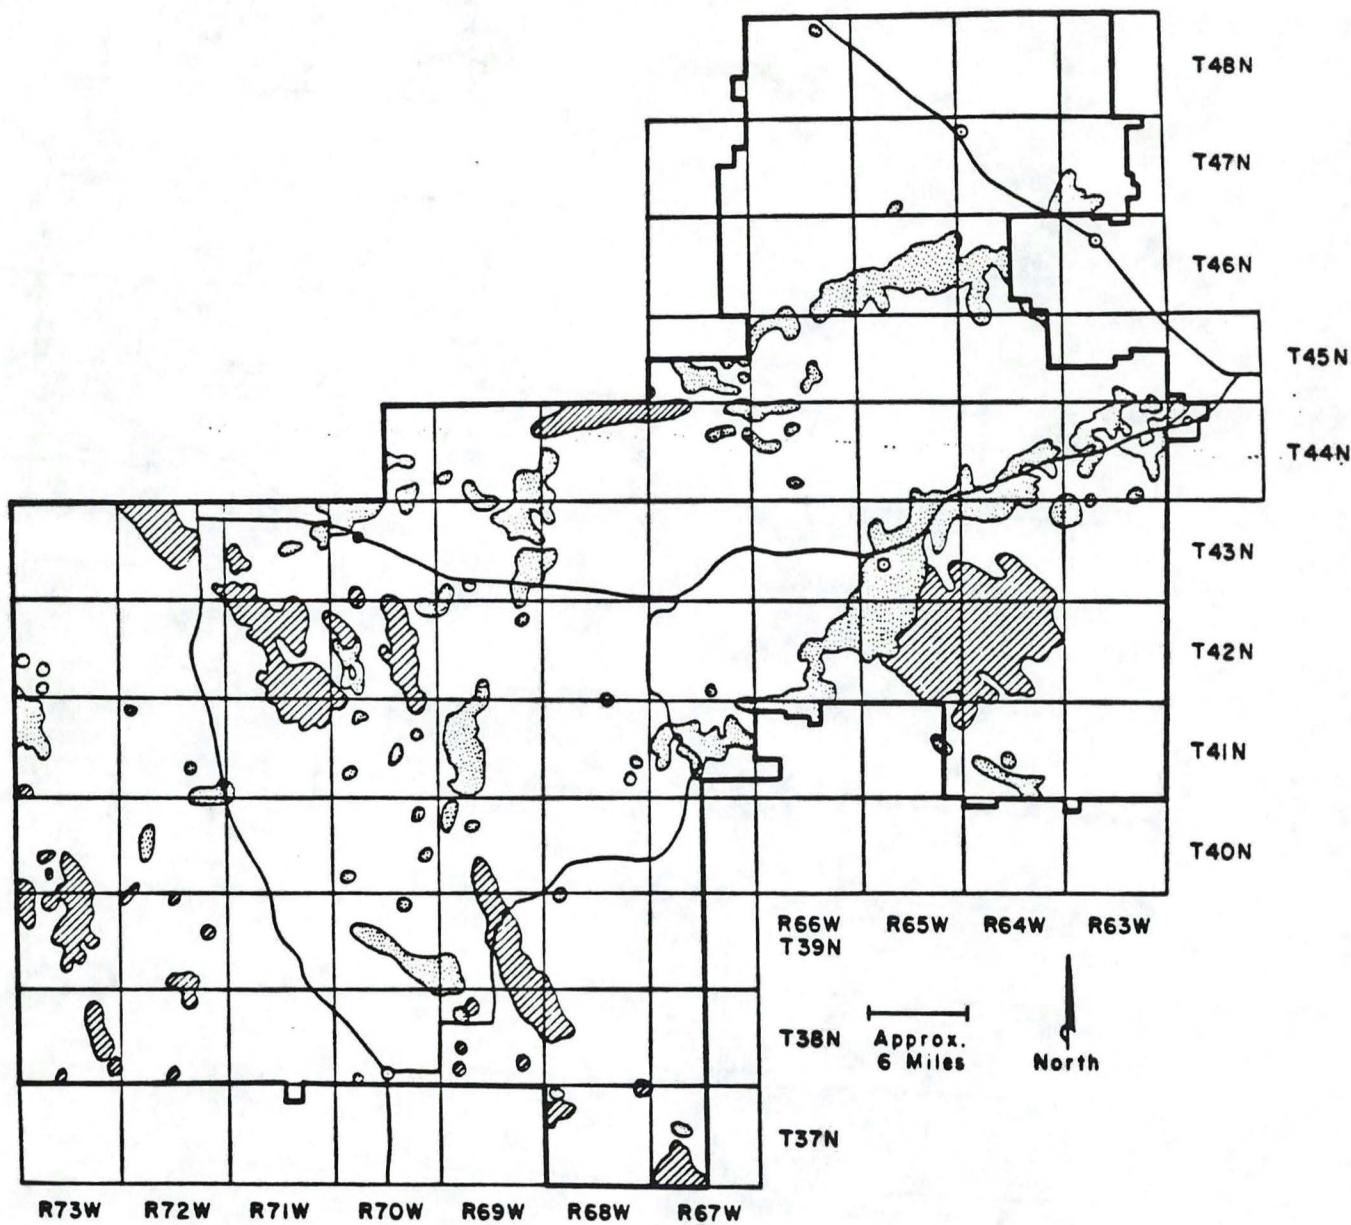 T48N
T47N
T46N
T45N
T44N
T43N
T42N
T41N
T40N
R66W R65W R64W R63W
T39N
T38N
Approx.
6 Miles
North
T37N
R73W R72W R71W R70W R69W R68W R67W